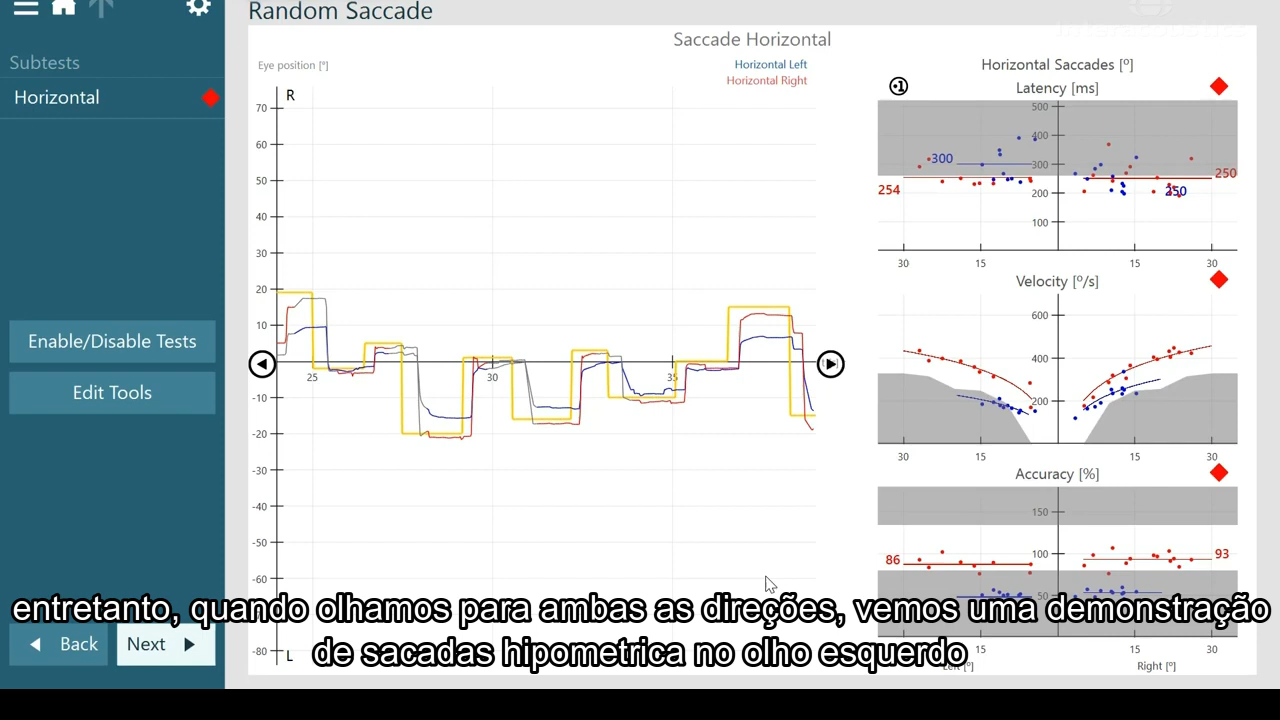 Random Saccade
Saccade Horizontal
Subtests
Horizontal
Eye position [°]
Horizontal Left
Horizontal Right
R
70
60
50
40
30
20
10
-10
-20
-30
-40
-50
-60
-80
L
25
30
35
Enable/Disable Tests
Edit Tools
Back
Next
Horizontal Saccades [º]
Latency [ms]
500
400
300
200
100
300
254
250
250
30
15
15
30
Velocity [º/s]
600
400
200
30
15
15
30
Accuracy [%]
150
100
50
86
93
15
15
30
Left [º]
Right [º]
entretanto, quando olhamos para ambas as direções, vemos uma demonstração
de sacadas hipometrica no olho esquerdo